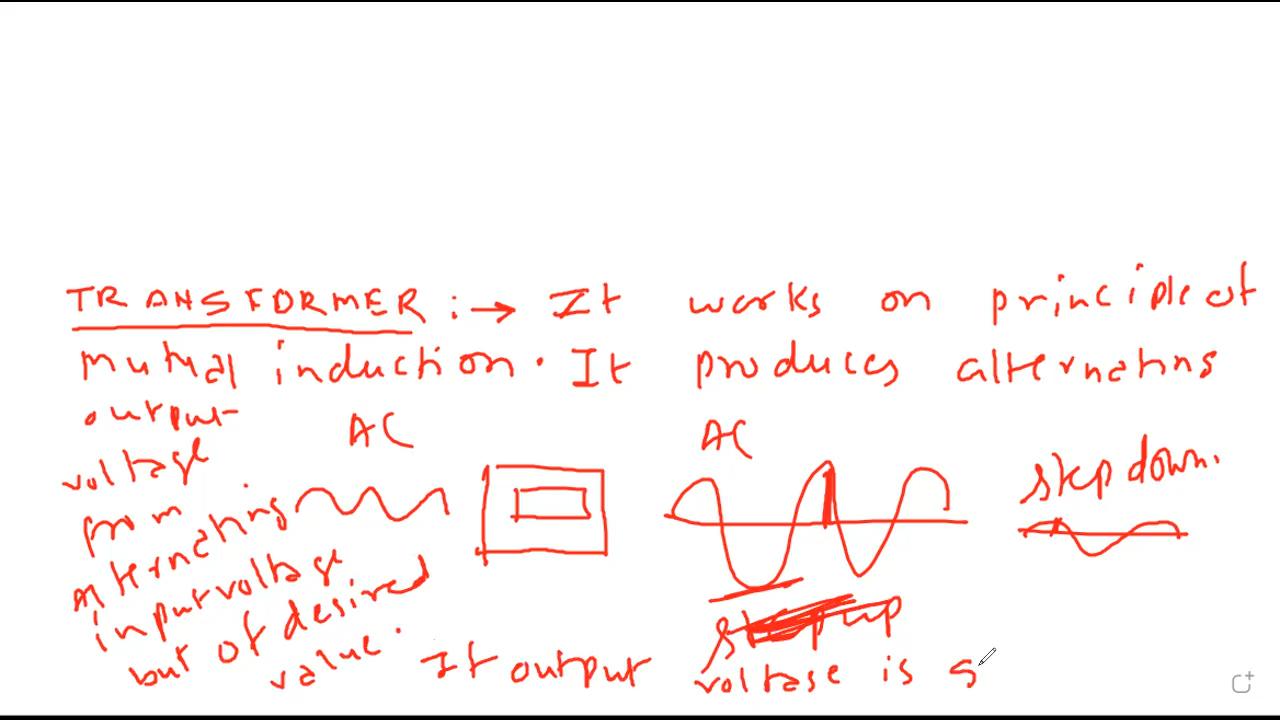 TRANSFORMER :→ It works on principle of
mutual induction. It produces alternating
output
voltage
from
alternating
input voltage
but of desired
value.
AC
AC
step down.
step up
If output voltage is s